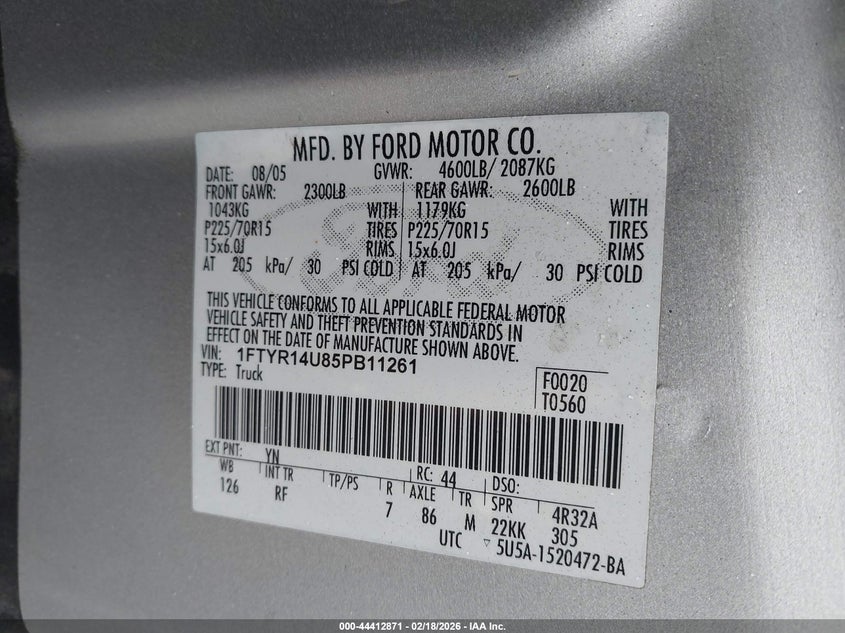 MFD. BY FORD MOTOR CO.
DATE: 08/05 GVWR: 4600LB/ 2087KG
FRONT GAWR: 2300LB REAR GAWR: 2600LB
1043KG WITH 1179KG WITH
P225/70R15 TIRES P225/70R15 TIRES
15x6.0J RIMS 15x6.0J RIMS
AT 205 kPa/ 30 PSI COLD AT 205 kPa/ 30 PSI COLD
THIS VEHICLE CONFORMS TO ALL APPLICABLE FEDERAL MOTOR
VEHICLE SAFETY AND THEFT PREVENTION STANDARDS IN
EFFECT ON THE DATE OF MANUFACTURE SHOWN ABOVE.
VIN: 1FTYR14U85PB11261
TYPE: Truck
F0020
T0560
EXT PNT: YN RC: 44 DSO:
WB INT TR TP/PS R AXLE TR SPR 4R32A
126 RF 7 86 M 22KK 305
UTC 5U5A-1520472-BA
000-44412871 - 02/18/2026 - IAA Inc.